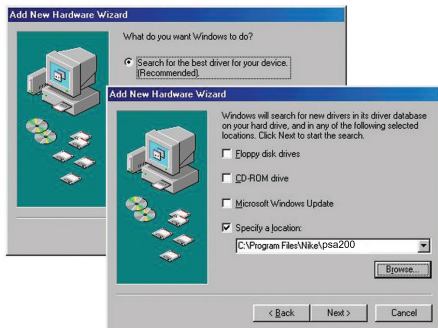 Add New Hardware Wizard
What do you want Windows to do?
Search for the best driver for your device.
(Recommended).
Add New Hardware Wizard
Windows will search for new drivers in its driver database
on your hard drive, and in any of the following selected
locations. Click Next to start the search.
Floppy disk drives
CD-ROM drive
Microsoft Windows Update
Specify a location:
C:\Program Files\Nike\psa200
Browse...
< Back
Next >
Cancel